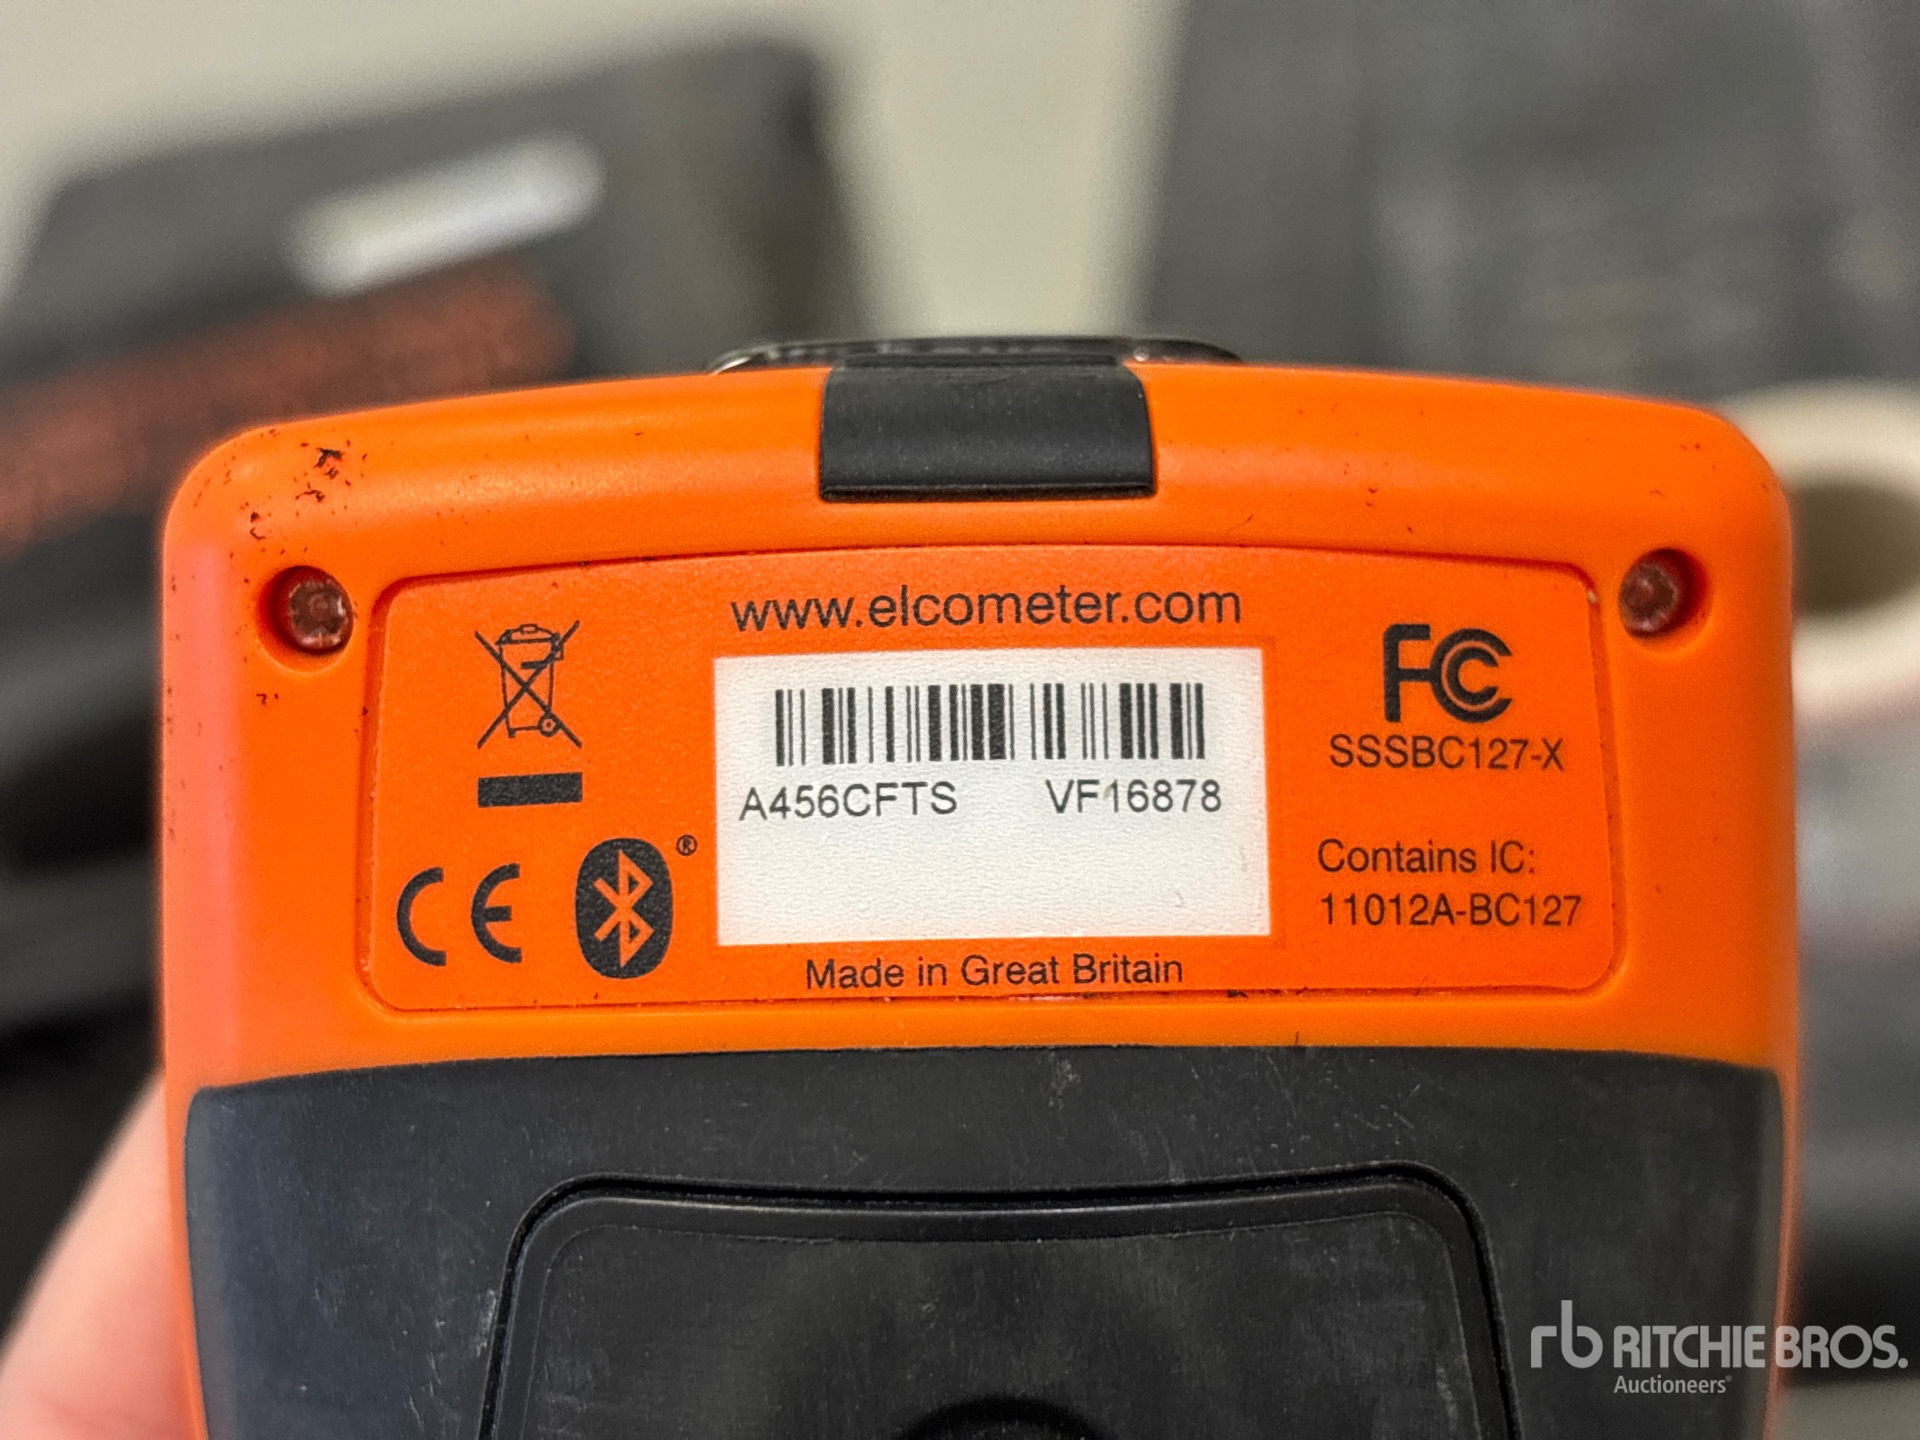 www.elcometer.com
FC
SSSBC127-X
A456CFTS VF16878
Contains IC:
11012A-BC127
CE
®
Made in Great Britain
rb RITCHIE BROS.
Auctioneers®